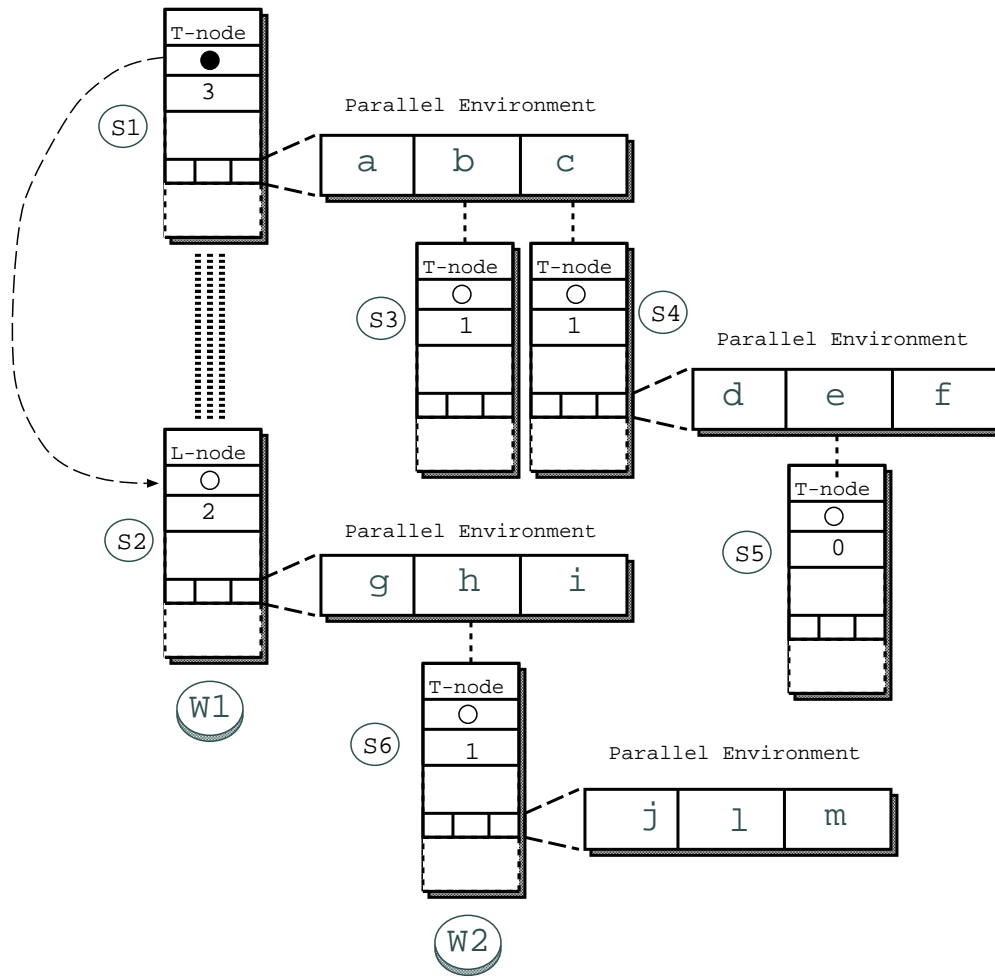 T-node
3
S1
Parallel Environment
a b c
T-node T-node
S3 1 1 S4
Parallel Environment
d e f
L-node
2
S2
T-node
0
S5
Parallel Environment
g h i
W1
T-node
1
S6
Parallel Environment
j l m
W2